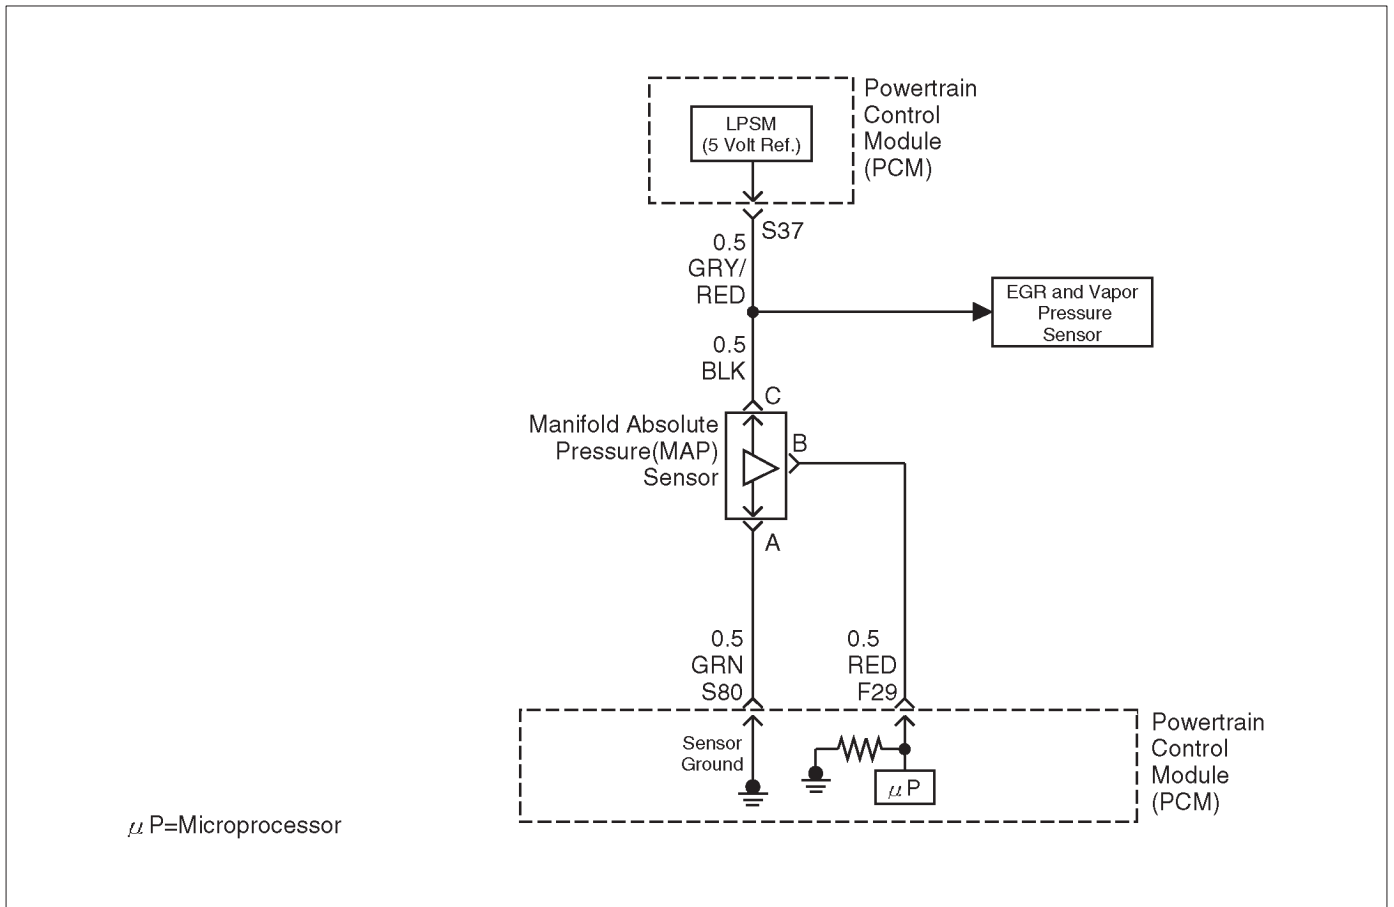 Powertrain
Control
Module
(PCM)
LPSM
(5 Volt Ref.)
S37
0.5
GRY/
RED
EGR and Vapor
Pressure
Sensor
0.5
BLK
C
Manifold Absolute
Pressure(MAP)
Sensor
B
A
0.5
GRN
S80
0.5
RED
F29
Powertrain
Control
Module
(PCM)
Sensor
Ground
μ P
μ P=Microprocessor